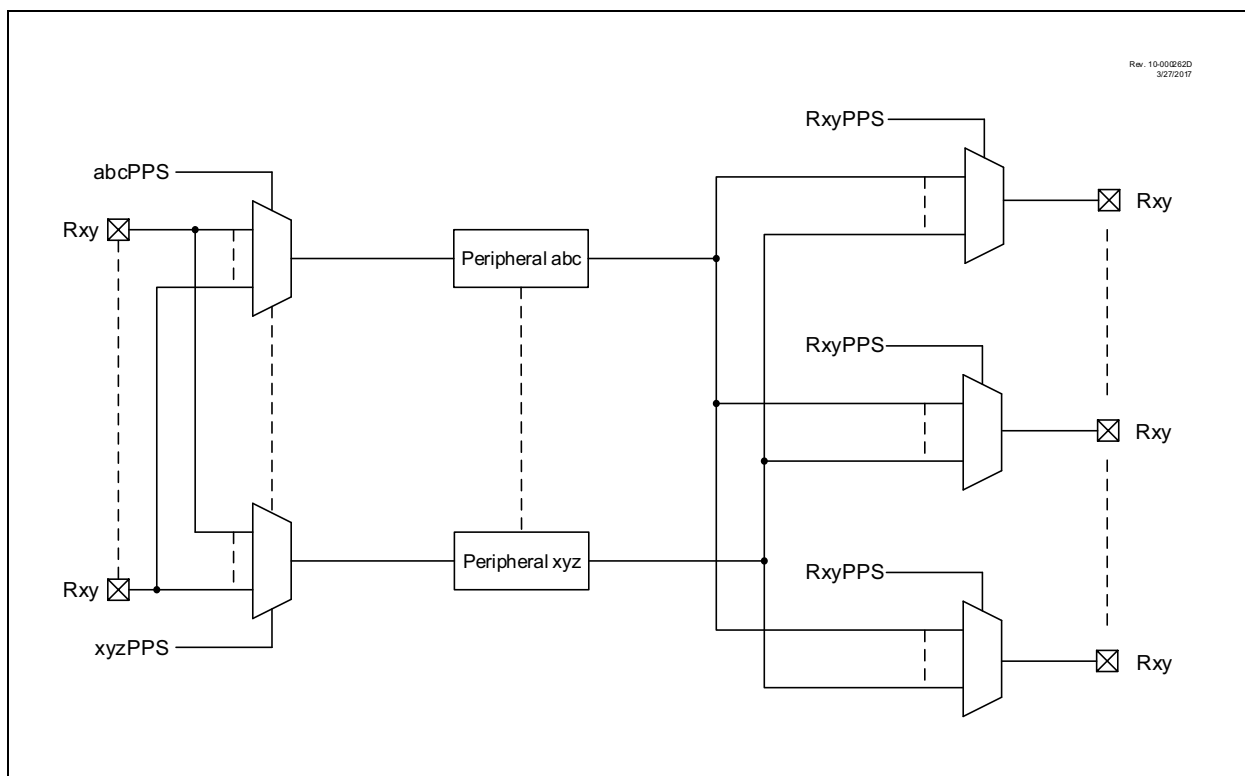 Rev. 10-000262D
3/27/2017
RxyPPS
abcPPS
Rxy
Rxy
Peripheral abc
RxyPPS
Rxy
Peripheral xyz
RxyPPS
Rxy
xyzPPS
Rxy